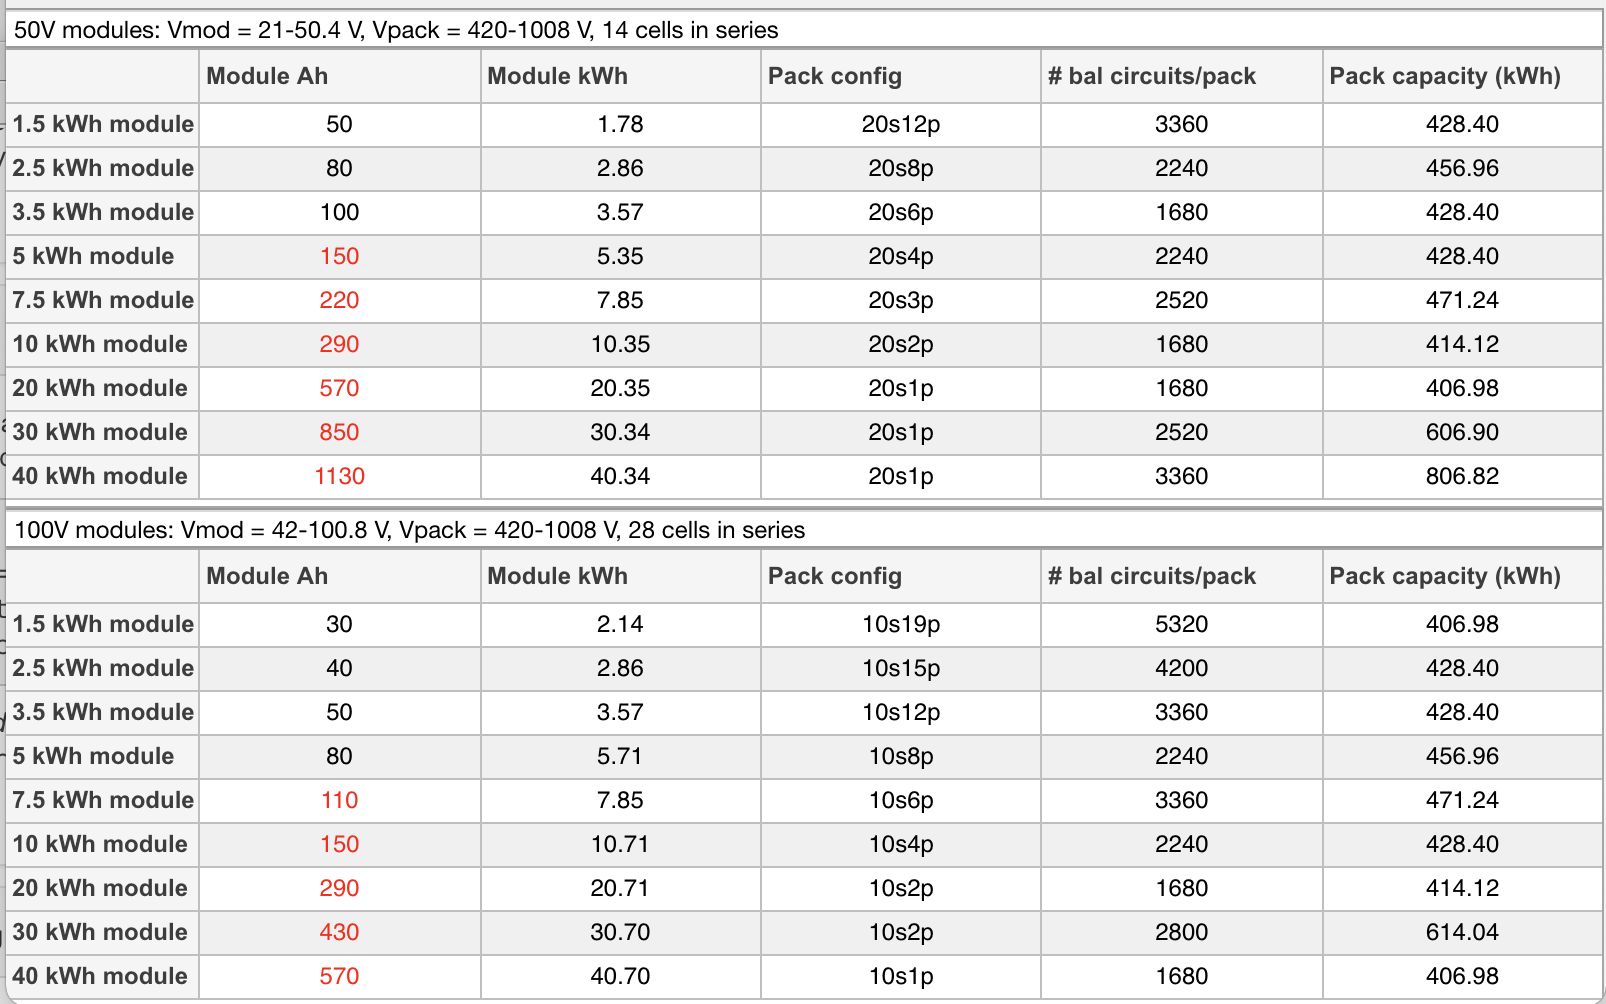 50V modules: Vmod = 21-50.4 V, Vpack = 420-1008 V, 14 cells in series
Module Ah Module kWh Pack config # bal circuits/pack Pack capacity (kWh)
1.5 kWh module 50 1.78 20s12p 3360 428.40
2.5 kWh module 80 2.86 20s8p 2240 456.96
3.5 kWh module 100 3.57 20s6p 1680 428.40
5 kWh module 150 5.35 20s4p 2240 428.40
7.5 kWh module 220 7.85 20s3p 2520 471.24
10 kWh module 290 10.35 20s2p 1680 414.12
20 kWh module 570 20.35 20s1p 1680 406.98
30 kWh module 850 30.34 20s1p 2520 606.90
40 kWh module 1130 40.34 20s1p 3360 806.82
100V modules: Vmod = 42-100.8 V, Vpack = 420-1008 V, 28 cells in series
Module Ah Module kWh Pack config # bal circuits/pack Pack capacity (kWh)
1.5 kWh module 30 2.14 10s19p 5320 406.98
2.5 kWh module 40 2.86 10s15p 4200 428.40
3.5 kWh module 50 3.57 10s12p 3360 428.40
5 kWh module 80 5.71 10s8p 2240 456.96
7.5 kWh module 110 7.85 10s6p 3360 471.24
10 kWh module 150 10.71 10s4p 2240 428.40
20 kWh module 290 20.71 10s2p 1680 414.12
30 kWh module 430 30.70 10s2p 2800 614.04
40 kWh module 570 40.70 10s1p 1680 406.98